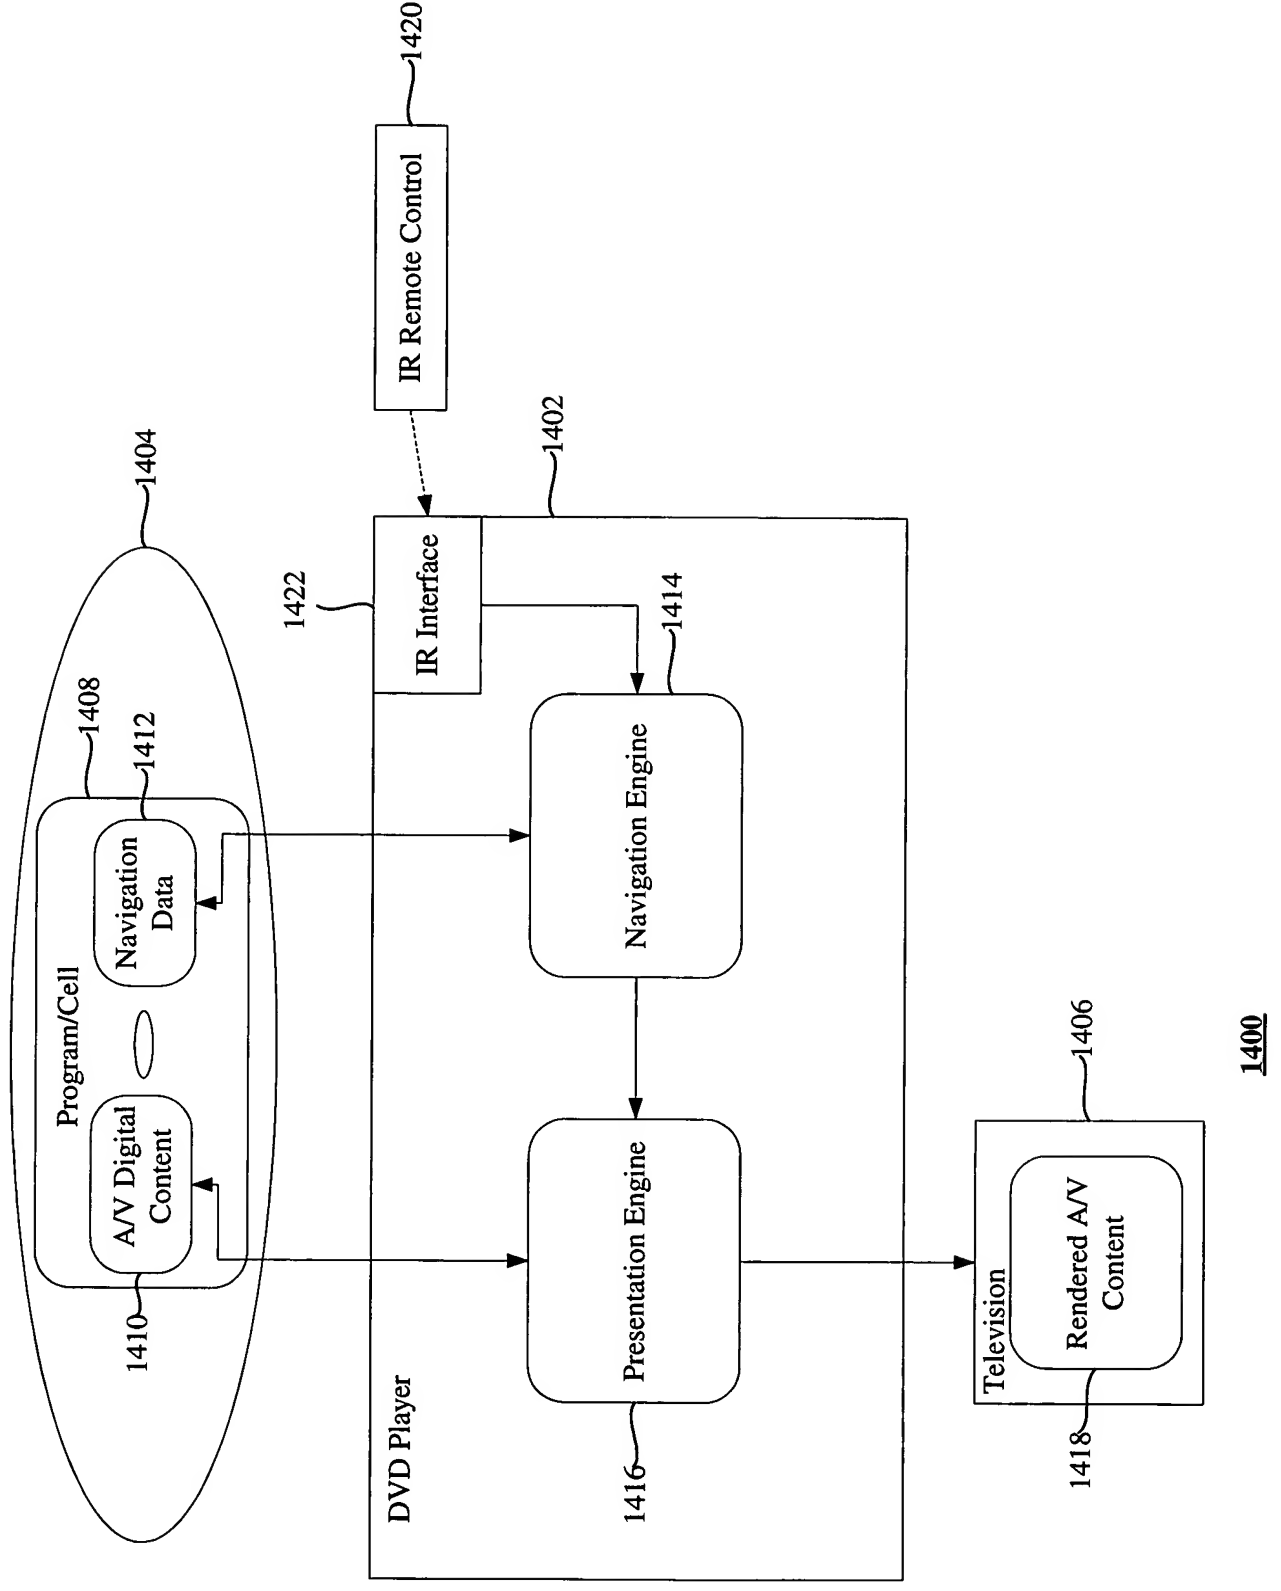 1404
1408
Program/Cell
1410
A/V Digital
Content
Navigation
Data
1412
1422
IR Interface
IR Remote Control
1420
DVD Player
1402
1416
Presentation Engine
Navigation Engine
1414
Television
1406
Rendered A/V
Content
1418
1400